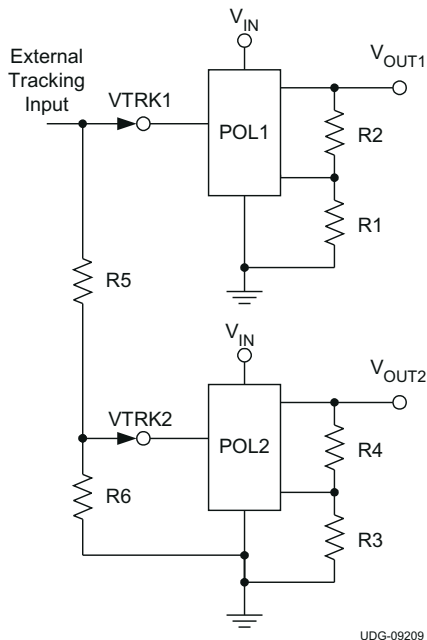 V_IN
External
Tracking
Input
VTRK1
POL1
V_OUT1
R2
R1
R5
V_IN
V_OUT2
VTRK2
POL2
R4
R6
R3
UDG-09209